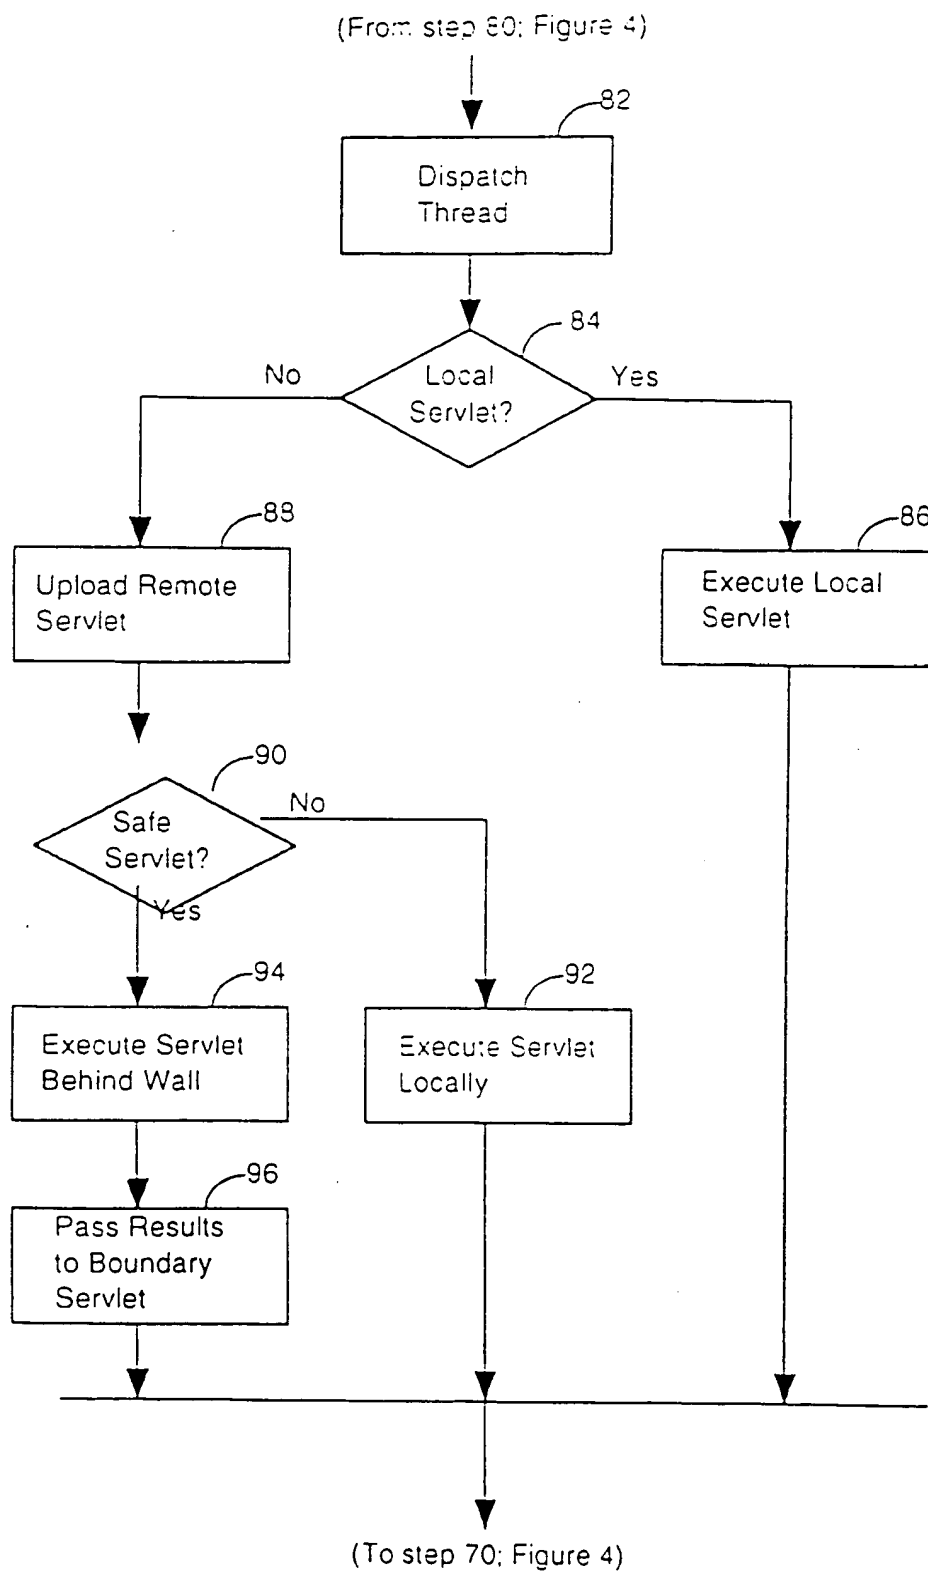 (From step 80; Figure 4)
82
Dispatch
Thread
84
No
Local
Servlet?
Yes
88
Upload Remote
Servlet
86
Execute Local
Servlet
90
Safe
Servlet?
No
Yes
94
Execute Servlet
Behind Wall
92
Execute Servlet
Locally
96
Pass Results
to Boundary
Servlet
(To step 70; Figure 4)